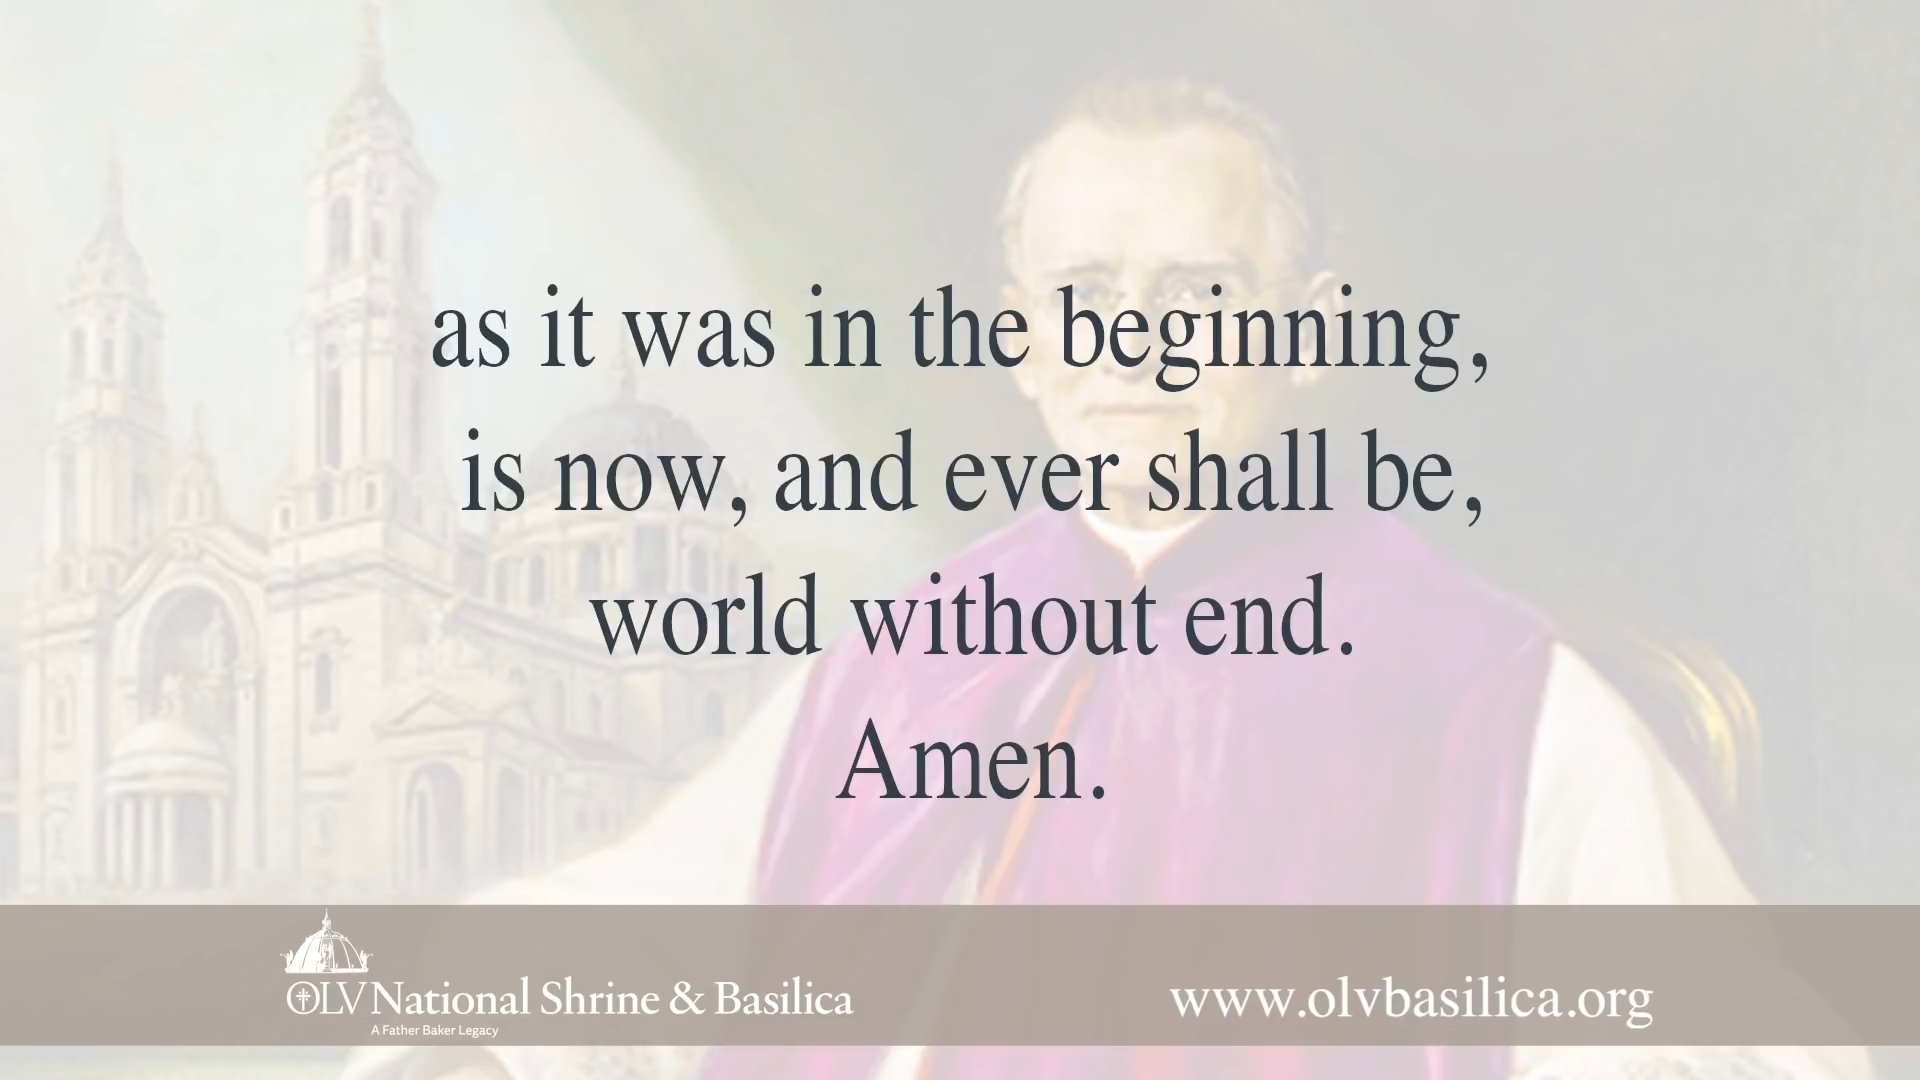 as it was in the beginning,
is now, and ever shall be,
world without end.
Amen.
OLV National Shrine & Basilica
A Father Baker Legacy
www.olvbasilica.org